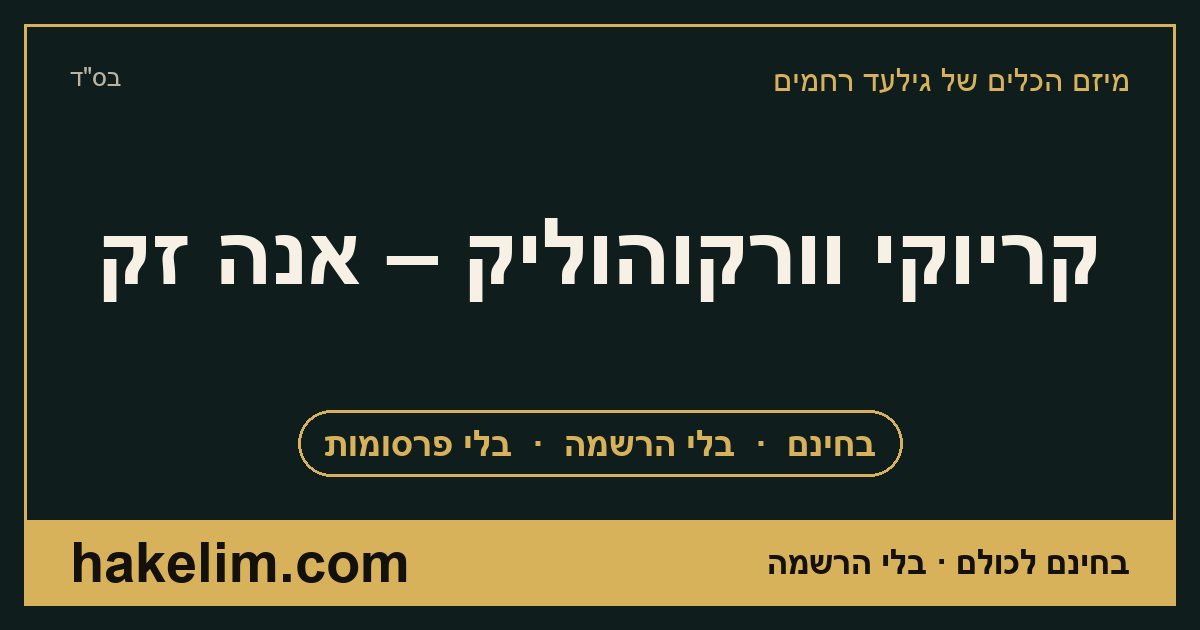 מיזם הכלים של גילעד רחמים
בס"ד
קריוקי וורקוהוליק – אנה זק
בחינם · בלי הרשמה · בלי פרסומות
בחינם לכולם · בלי הרשמה
hakelim.com